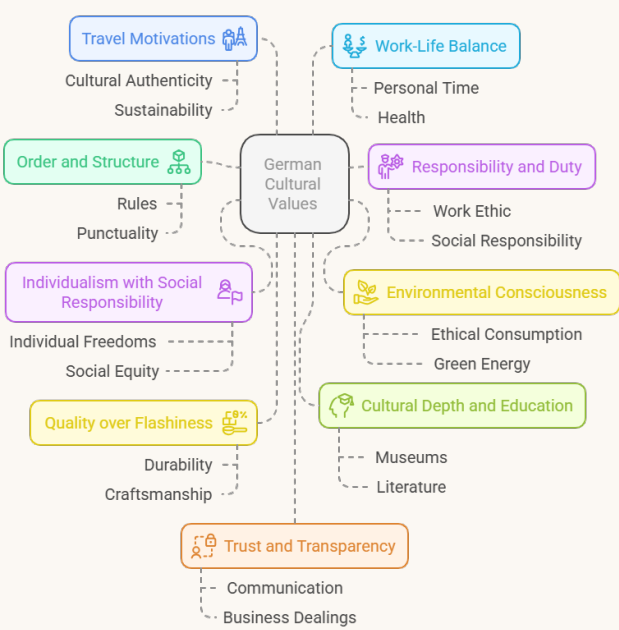 Travel Motivations
Cultural Authenticity
Sustainability
Work-Life Balance
Personal Time
Health
Order and Structure
Rules
Punctuality
German
Cultural
Values
Responsibility and Duty
Work Ethic
Social Responsibility
Individualism with Social
Responsibility
Individual Freedoms
Social Equity
Environmental Consciousness
Ethical Consumption
Green Energy
Quality over Flashiness
Durability
Craftsmanship
Cultural Depth and Education
Museums
Literature
Trust and Transparency
Communication
Business Dealings